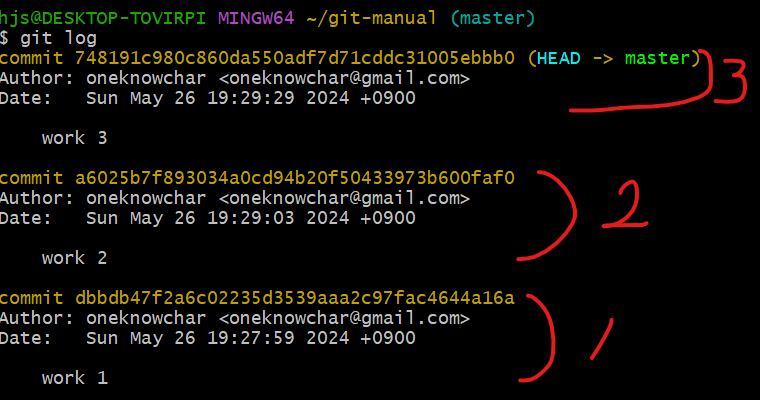 hjs@DESKTOP-TOVIRPI MINGW64 ~/git-manual (master)
$ git log
commit 748191c980c860da550adf7d71cddc31005ebbb0 (HEAD -> master)
Author: oneknowchar <oneknowchar@gmail.com>
Date:   Sun May 26 19:29:29 2024 +0900
3
work 3
commit a6025b7f893034a0cd94b20f50433973b600faf0
Author: oneknowchar <oneknowchar@gmail.com>
Date:   Sun May 26 19:29:03 2024 +0900
2
work 2
commit dbbdb47f2a6c02235d3539aaa2c97fac4644a16a
Author: oneknowchar <oneknowchar@gmail.com>
Date:   Sun May 26 19:27:59 2024 +0900
1
work 1